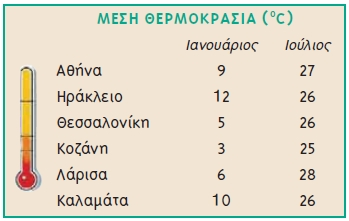 ΜΕΣΗ ΘΕΡΜΟΚΡΑΣΙΑ (°C)
Ιανουάριος Ιούλιος
Αθήνα 9 27
Ηράκλειο 12 26
Θεσσαλονίκη 5 26
Κοζάνη 3 25
Λάρισα 6 28
Καλαμάτα 10 26